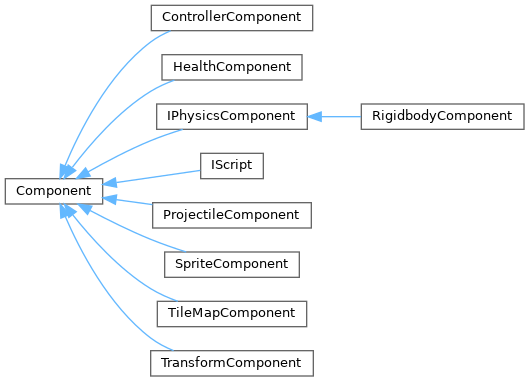 ControllerComponent
HealthComponent
IPhysicsComponent
RigidbodyComponent
IScript
Component
ProjectileComponent
SpriteComponent
TileMapComponent
TransformComponent